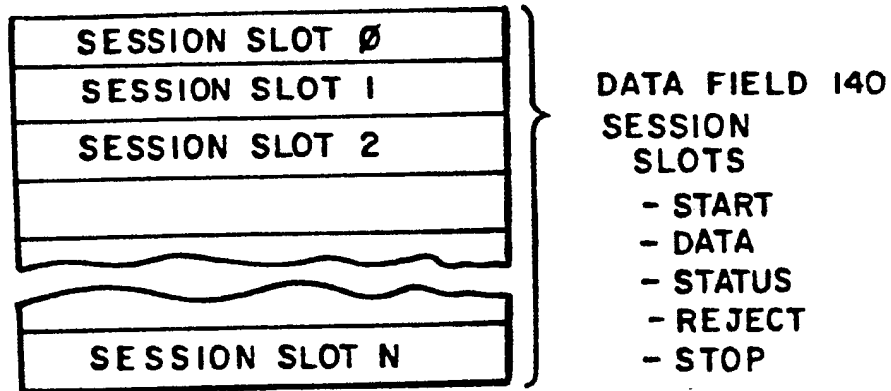 SESSION SLOT Ø
SESSION SLOT 1
SESSION SLOT 2
SESSION SLOT N
DATA FIELD 140
SESSION
SLOTS
- START
- DATA
- STATUS
- REJECT
- STOP